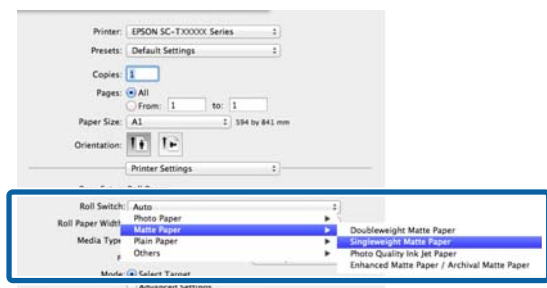 Printer: EPSON SC-TXXXXX Series
Presets: Default Settings
Copies: 1
Pages: All
From: 1 to: 1
Paper Size: A1 594 by 841 mm
Orientation:
Printer Settings
Roll Switch: Auto
Photo Paper
Roll Paper Width
Matte Paper
Media Type
Plain Paper
Others
Doubleweight Matte Paper
Singleweight Matte Paper
Photo Quality Ink Jet Paper
Enhanced Matte Paper / Archival Matte Paper
Mode: Select Target
Advanced Settings